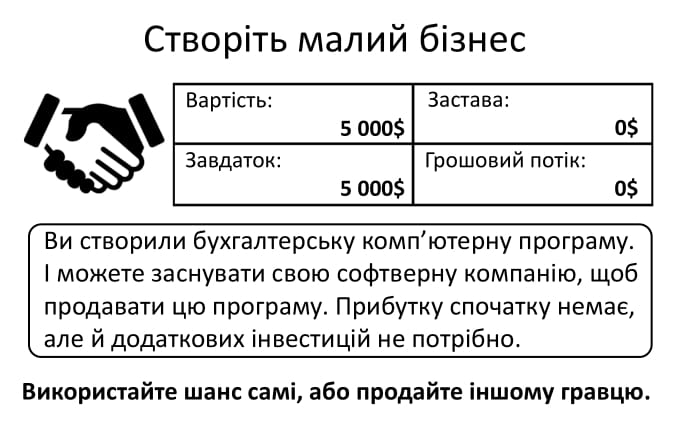 Створіть малий бізнес
Вартість:
5 000$
Застава:
0$
Завдаток:
5 000$
Грошовий потік:
0$
Ви створили бухгалтерську комп’ютерну програму.
І можете заснувати свою софтверну компанію, щоб
продавати цю програму. Прибутку спочатку немає,
але й додаткових інвестицій не потрібно.
Використайте шанс самі, або продайте іншому гравцю.